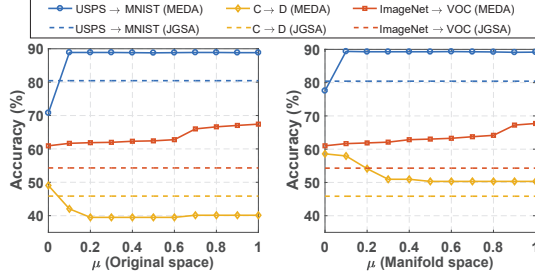 USPS → MNIST (MEDA) C → D (MEDA) ImageNet → VOC (MEDA)
USPS → MNIST (JGSA) C → D (JGSA) ImageNet → VOC (JGSA)
90
80
70
60
50
40
Accuracy (%)
0 0.2 0.4 0.6 0.8 1
μ (Original space)
90
80
70
60
50
40
Accuracy (%)
0 0.2 0.4 0.6 0.8 1
μ (Manifold space)